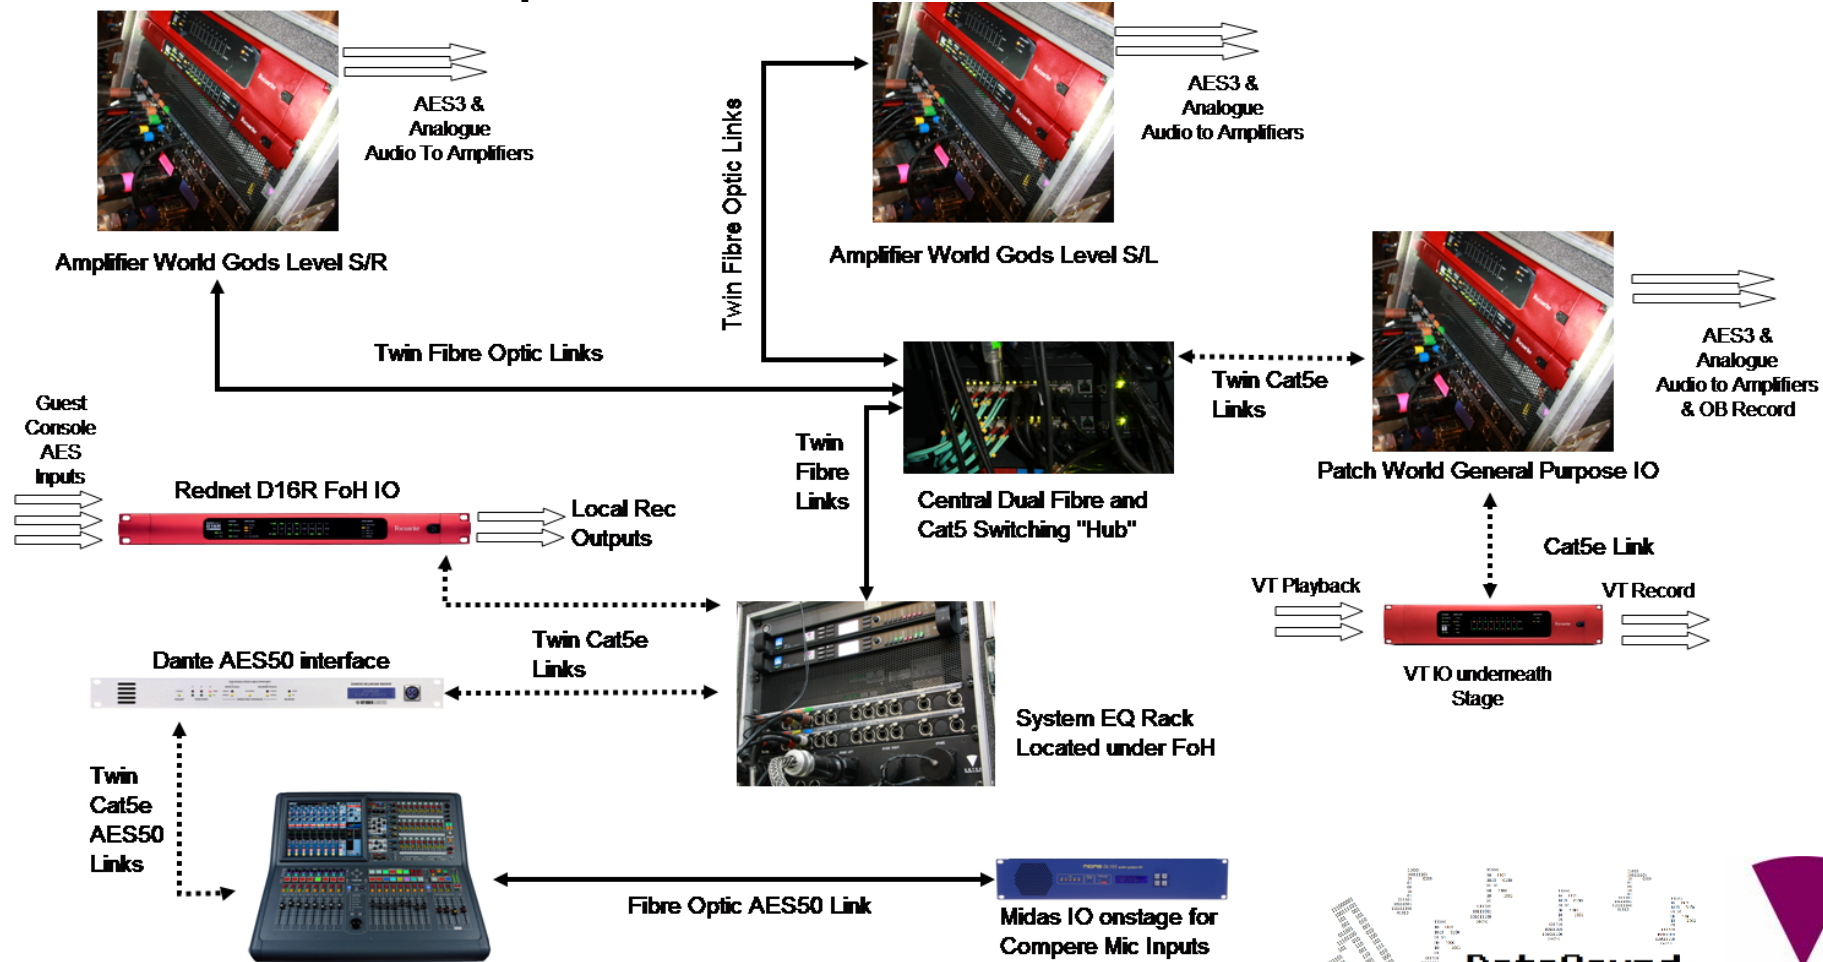 AES3 &
Analogue
Audio To Amplifiers
Amplifier World Gods Level S/R
Twin Fibre Optic Links
AES3 &
Analogue
Audio to Amplifiers
Amplifier World Gods Level S/L
Twin Fibre Optic Links
AES3 &
Analogue
Audio to Amplifiers
& OB Record
Twin Cat5e
Links
Patch World General Purpose IO
Guest
Console
AES
Inputs
Rednet D16R FoH IO
Local Rec
Outputs
Focusrite
Twin
Fibre
Links
Central Dual Fibre and
Cat5 Switching "Hub"
Cat5e Link
VT Playback
VT Record
VT IO underneath
Stage
Twin Cat5e
Links
Dante AES50 interface
System EQ Rack
Located under FoH
Twin
Cat5e
AES50
Links
Fibre Optic AES50 Link
MIDAS
Midas IO onstage for
Compere Mic Inputs